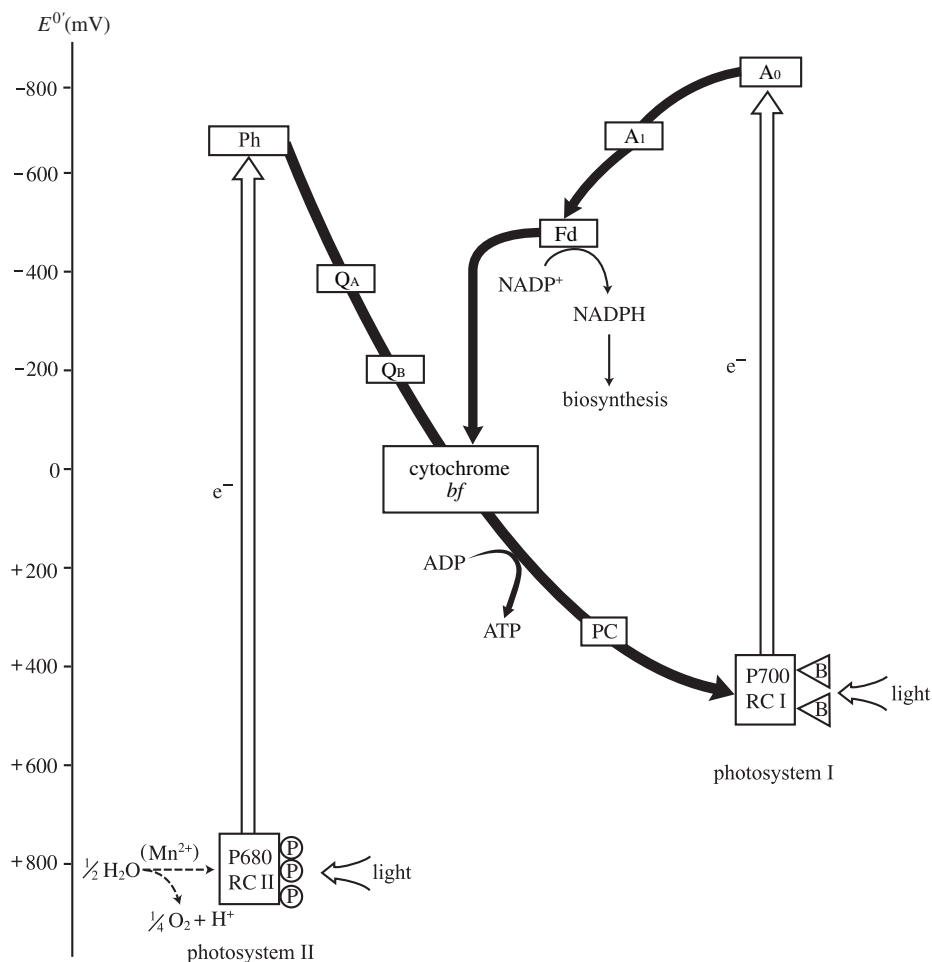 E⁰′(mV)
−800
−600
−400
−200
0
+200
+400
+600
+800
A₀
Ph
A₁
Fd
Q_A
NADP⁺
NADPH
Q_B
e⁻
biosynthesis
cytochrome
bf
e⁻
ADP
ATP
PC
P700
RC I
B
B
light
photosystem I
½ H₂O
(Mn²⁺)
P680
RC II
P
P
P
light
¼ O₂ + H⁺
photosystem II